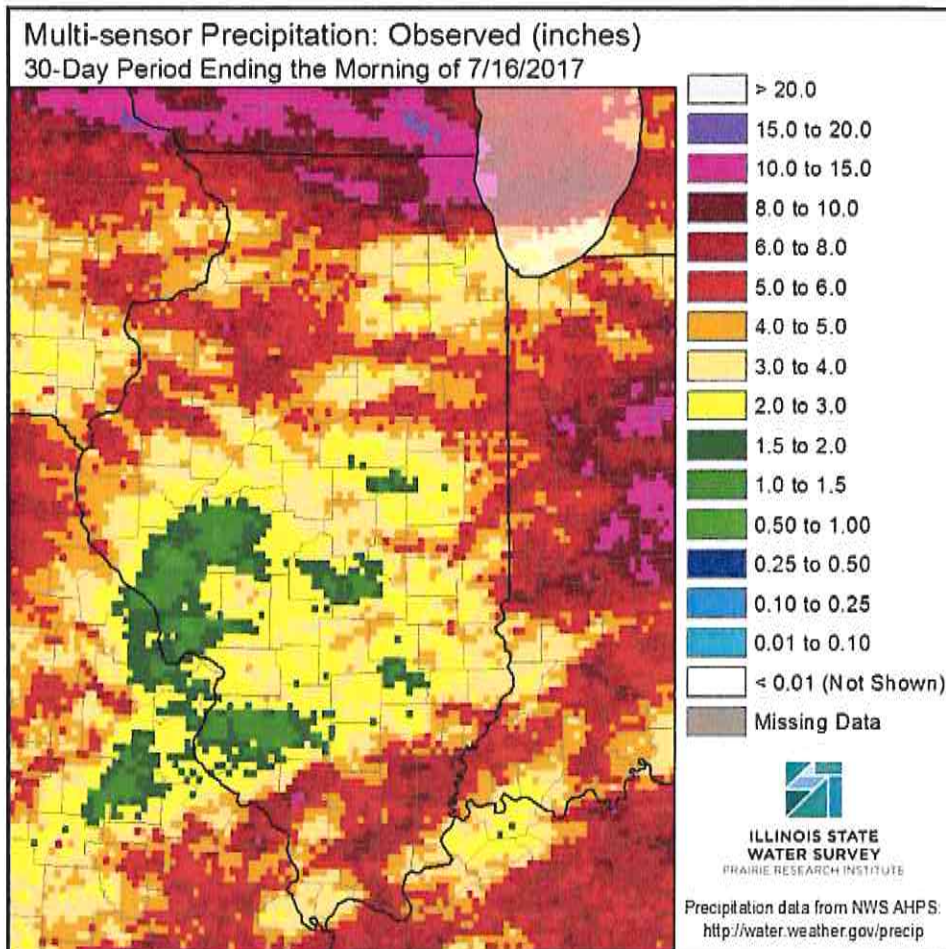 Multi-sensor Precipitation: Observed (inches)
30-Day Period Ending the Morning of 7/16/2017
> 20.0
15.0 to 20.0
10.0 to 15.0
8.0 to 10.0
6.0 to 8.0
5.0 to 6.0
4.0 to 5.0
3.0 to 4.0
2.0 to 3.0
1.5 to 2.0
1.0 to 1.5
0.50 to 1.00
0.25 to 0.50
0.10 to 0.25
0.01 to 0.10
< 0.01 (Not Shown)
Missing Data
ILLINOIS STATE
WATER SURVEY
PRAIRIE RESEARCH INSTITUTE
Precipitation data from NWS AHPS:
http://water.weather.gov/precip